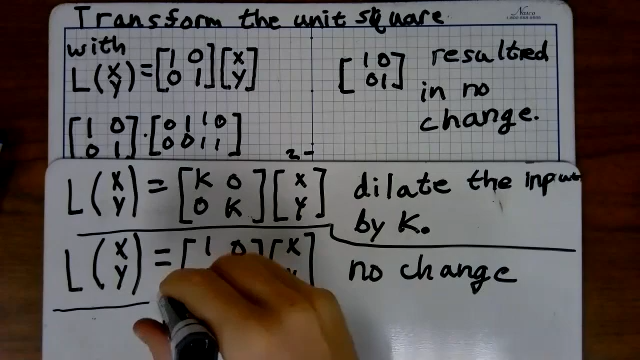 Transform the unit square
with
L(x y) = [1 0 0 1] [x y]
[1 0 0 1] resulted
in no
change.
[1 0 0 1] · [0 1 1 0 0 0 1 1]
2
L(x y) = [K 0 0 K] [x y] dilate the input
by K.
L(x y) = [1 0 [x no change